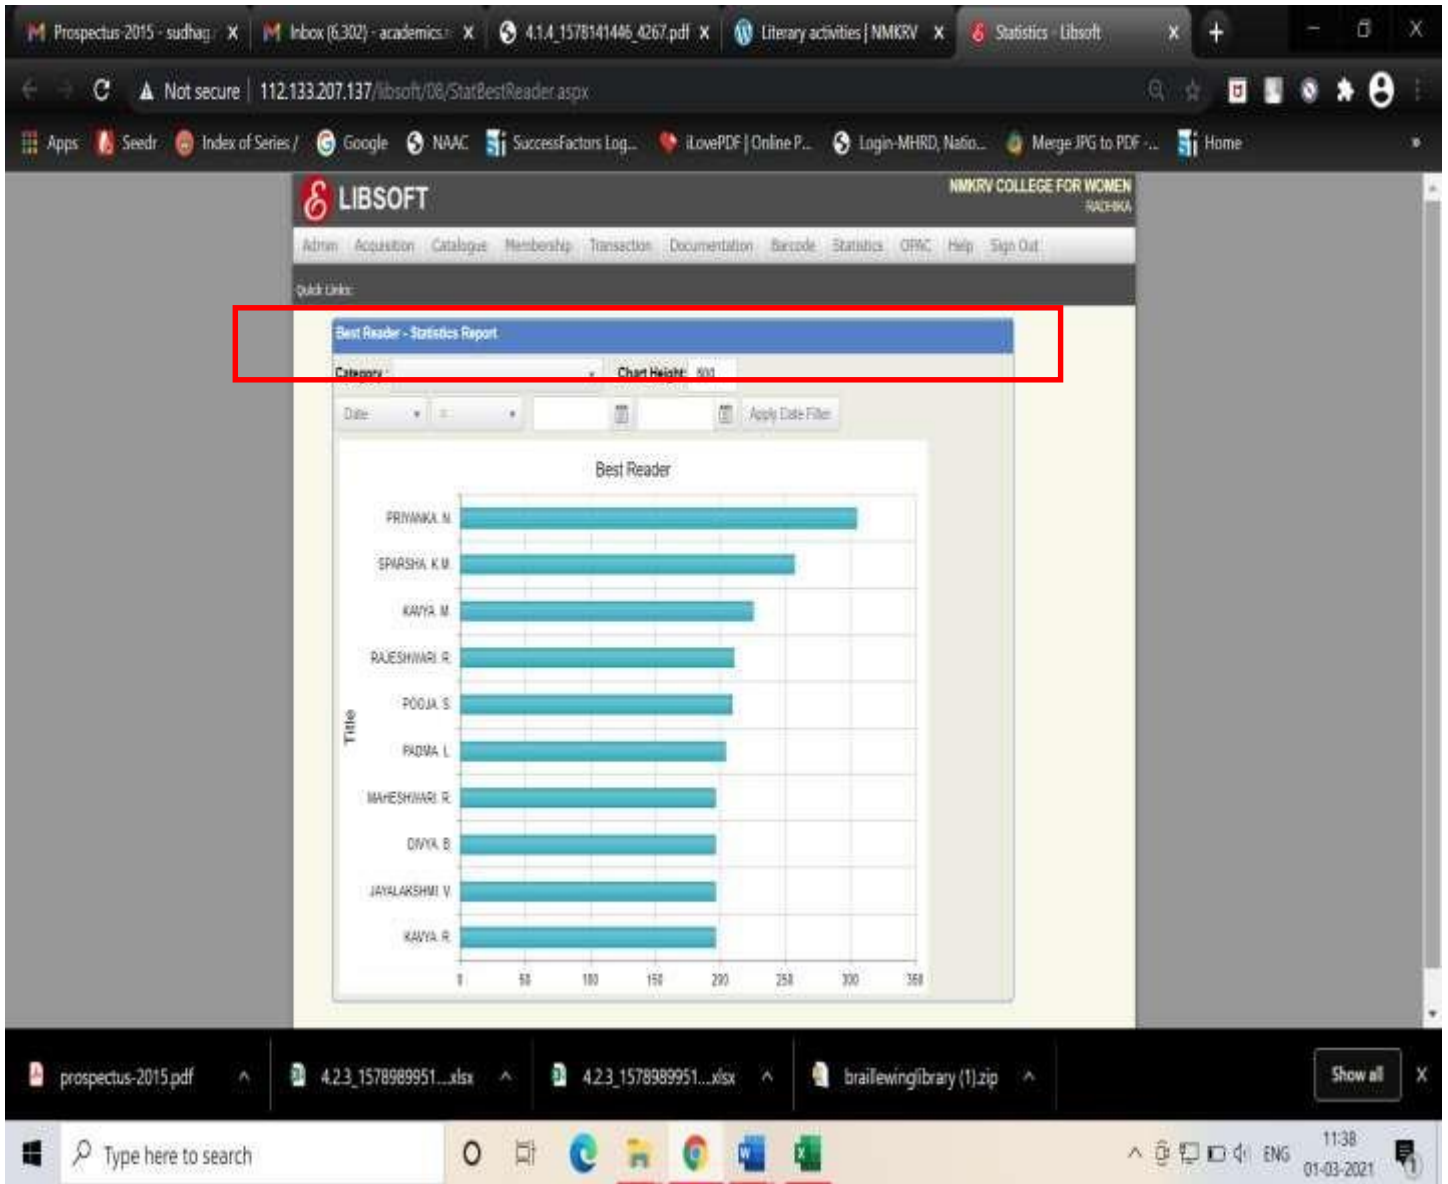 Prospectus-2015 - sudhag X Inbox (6,302) - academics. X 4.1.4_1578141446_4267.pdf X Literary activities | NMKRV X Statistics - Libsoft X +
Not secure 112.133.207.137/libsoft/08/StatBestReader.aspx
Apps Seedr Index of Series / Google NAAC SuccessFactors Log... iLovePDF | Online P... Login-MHRD, Natio... Merge JPG to PDF -... Home
LIBSOFT
NMKRV COLLEGE FOR WOMEN
RADHIKA
Admin Acquisition Catalogue Membership Transaction Documentation Barcode Statistics OPAC Help Sign Out
Quick Links:
Best Reader - Statistics Report
Category : Chart Height: 500
Date = Apply Date Filter
Best Reader
PRIYANKA. N.
SPARSHA. K.M.
KAVYA. M.
RAJESHWARI. R.
POOJA. S.
Title
PADMA. L.
MAHESHWARI. R.
DIVYA. B.
JAYALAKSHMI. V.
KAVYA. R.
0 50 100 150 200 250 300 350
prospectus-2015.pdf 4.2.3_1578989951....xlsx 4.2.3_1578989951....xlsx braillewinglibrary (1).zip Show all X
Type here to search
ENG 11:38
01-03-2021